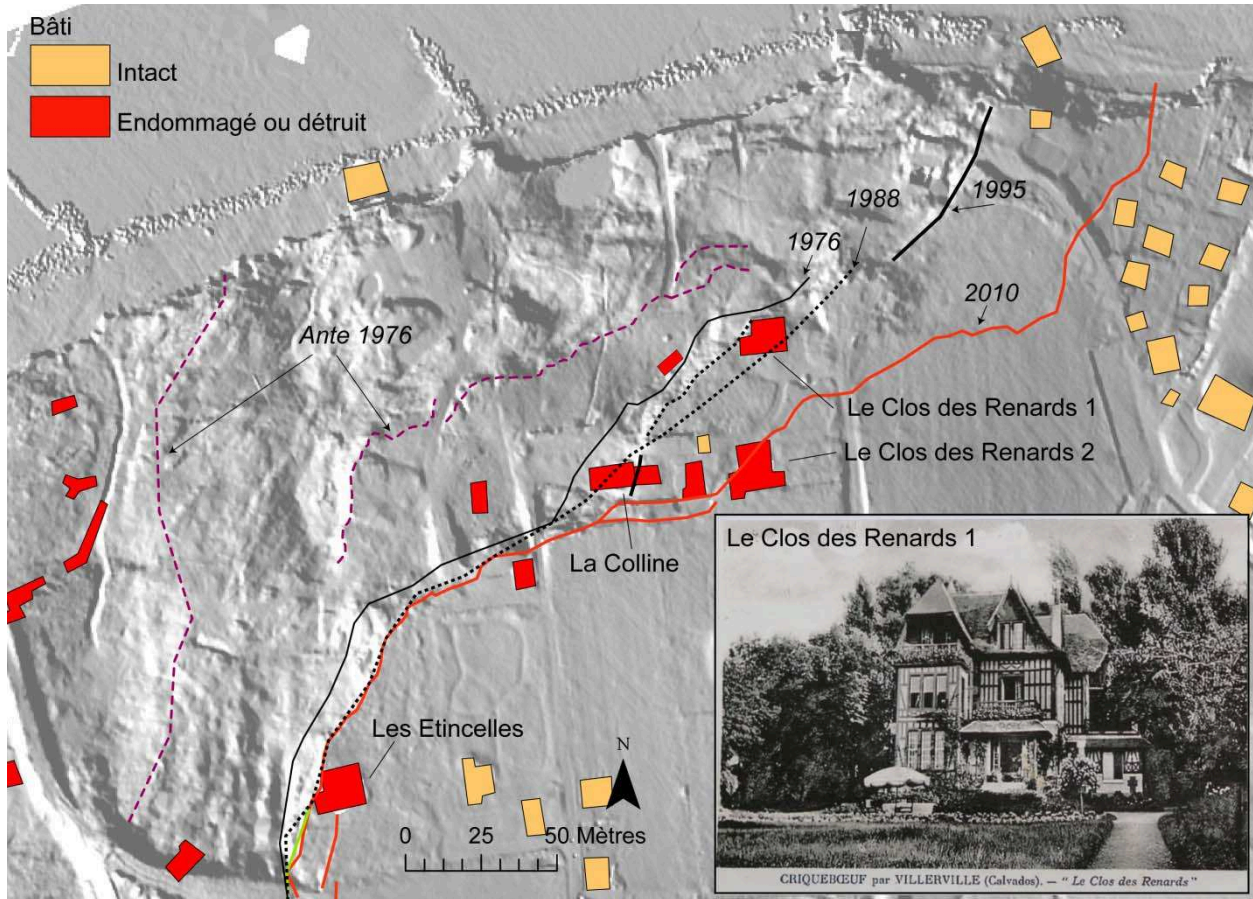 Bâti
Intact
Endommagé ou détruit
1995
1988
1976
2010
Ante 1976
Le Clos des Renards 1
Le Clos des Renards 2
La Colline
Les Etincelles
N
0 25 50 Mètres
Le Clos des Renards 1
CRIQUEBŒUF par VILLERVILLE (Calvados). — " Le Clos des Renards "